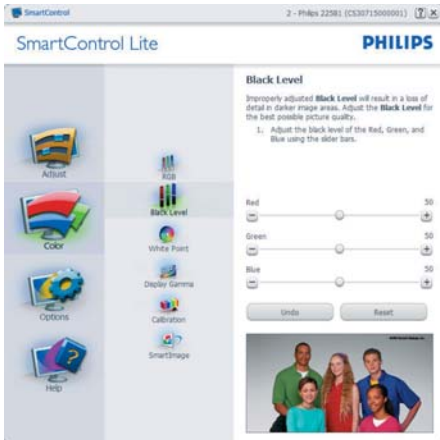 SmartControl
2 - Philips 225B1 (CS30715000001)
SmartControl Lite
PHILIPS
Adjust
Color
Options
Help
RGB
Black Level
White Point
Display Gamma
Calibration
SmartImage
Black Level
Improperly adjusted Black Level will result in a loss of
detail in darker image areas. Adjust the Black Level for
the best possible picture quality.
1. Adjust the black level of the Red, Green, and
Blue using the slider bars.
Red 50
Green 50
Blue 50
Undo
Reset